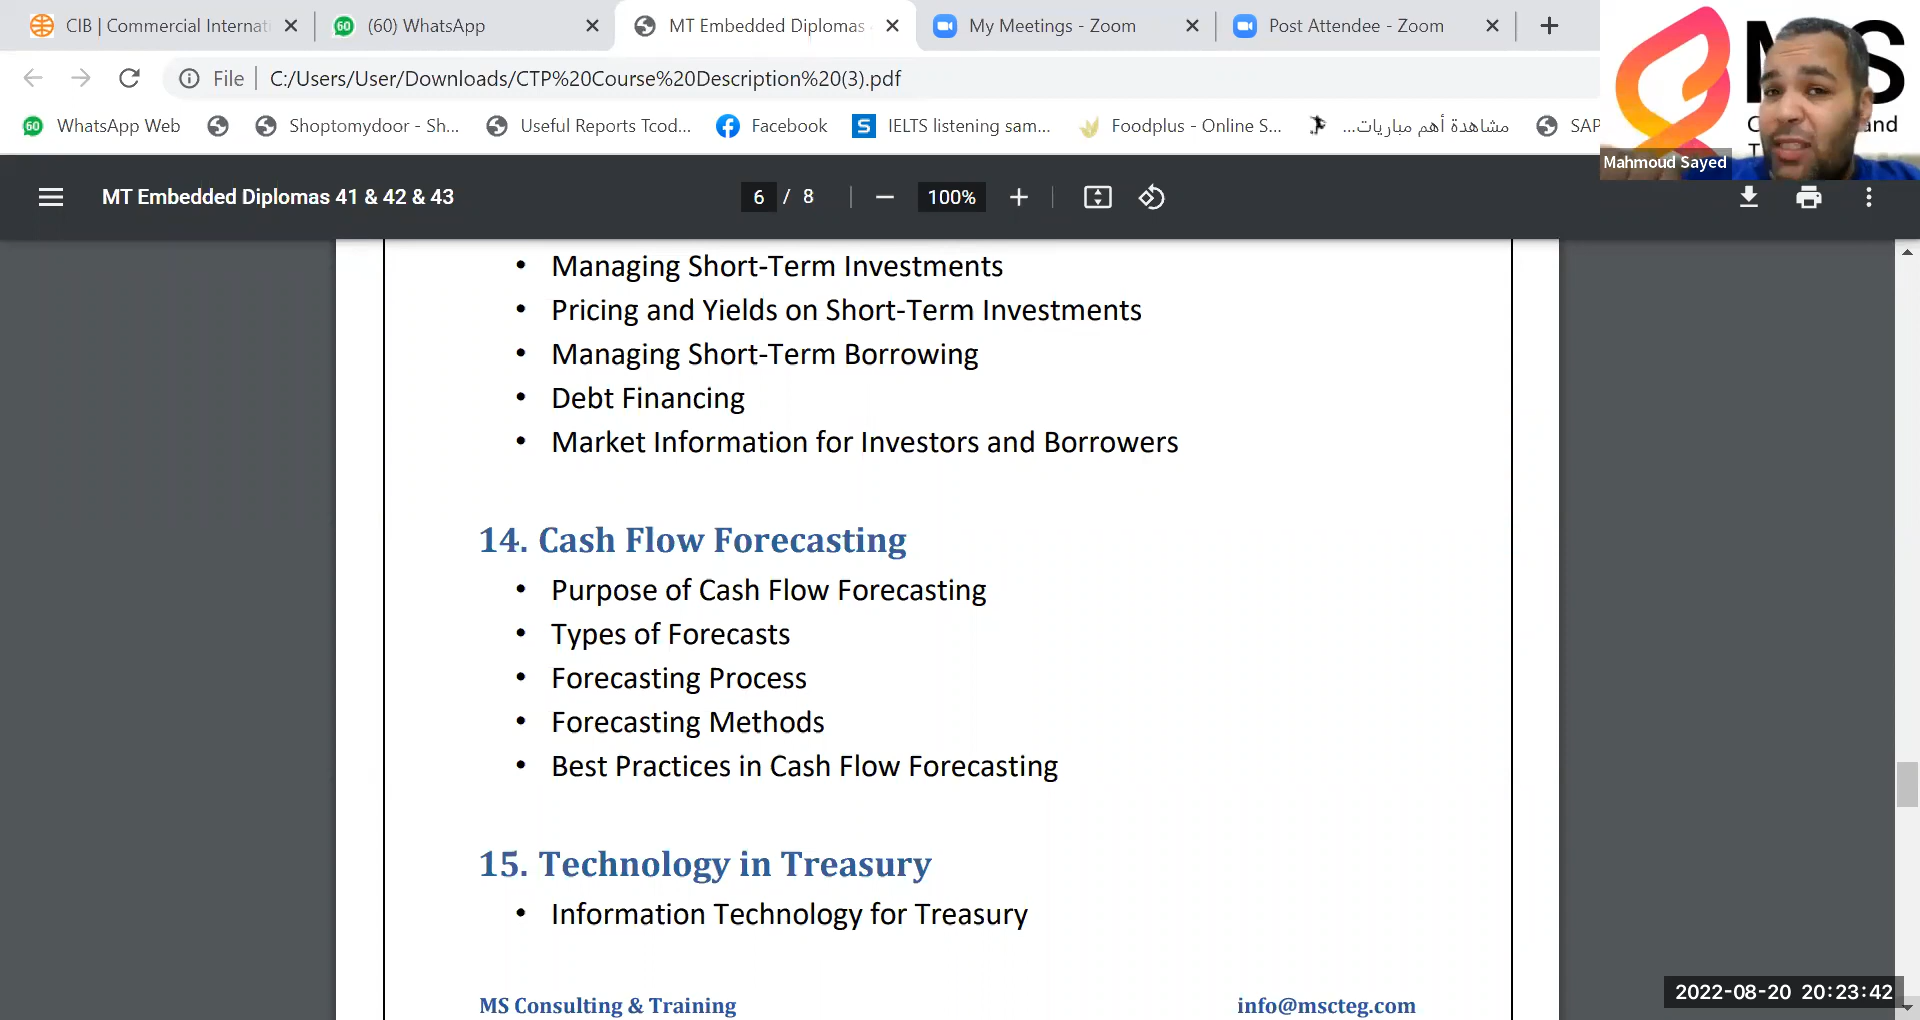 CIB | Commercial Internati
(60) WhatsApp
MT Embedded Diplomas
My Meetings - Zoom
Post Attendee - Zoom
File
C:/Users/User/Downloads/CTP%20Course%20Description%20(3).pdf
60
WhatsApp Web
Shoptomydoor - Sh...
Useful Reports Tcod...
Facebook
S
IELTS listening sam...
Foodplus - Online S...
مشاهدة أهم مباريات...
SAP
Mahmoud Sayed
MT Embedded Diplomas 41 & 42 & 43
6 / 8
100%
• Managing Short-Term Investments
• Pricing and Yields on Short-Term Investments
• Managing Short-Term Borrowing
• Debt Financing
• Market Information for Investors and Borrowers
14. Cash Flow Forecasting
• Purpose of Cash Flow Forecasting
• Types of Forecasts
• Forecasting Process
• Forecasting Methods
• Best Practices in Cash Flow Forecasting
15. Technology in Treasury
• Information Technology for Treasury
MS Consulting & Training
info@mscteg.com
2022-08-20 20:23:42